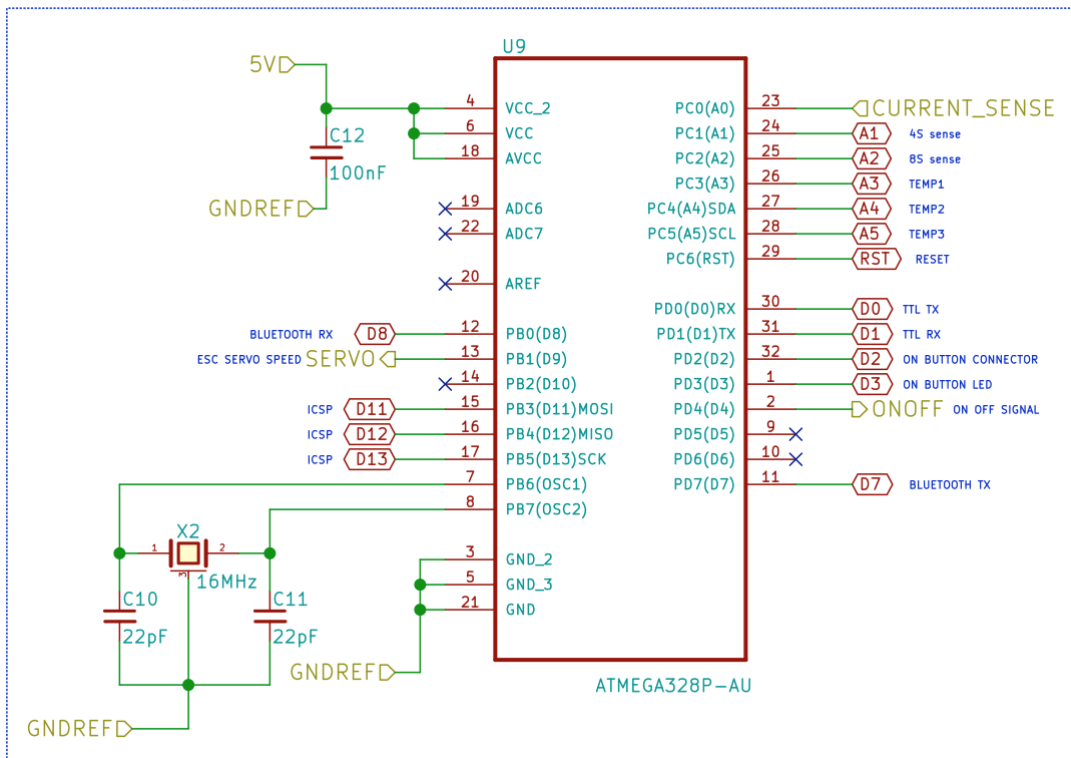 U9
5V
4 VCC_2 PC0(A0) 23 CURRENT_SENSE
6 VCC PC1(A1) 24 A1 4S sense
18 AVCC PC2(A2) 25 A2 8S sense
C12
100nF
GNDREF
PC3(A3) 26 A3 TEMP1
19 ADC6 PC4(A4)SDA 27 A4 TEMP2
22 ADC7 PC5(A5)SCL 28 A5 TEMP3
PC6(RST) 29 RST RESET
20 AREF
PD0(D0)RX 30 D0 TTL TX
BLUETOOTH RX D8 12 PB0(D8) PD1(D1)TX 31 D1 TTL RX
ESC SERVO SPEED SERVO 13 PB1(D9) PD2(D2) 32 D2 ON BUTTON CONNECTOR
14 PB2(D10) PD3(D3) 1 D3 ON BUTTON LED
ICSP D11 15 PB3(D11)MOSI PD4(D4) 2 ONOFF ON OFF SIGNAL
ICSP D12 16 PB4(D12)MISO PD5(D5) 9
ICSP D13 17 PB5(D13)SCK PD6(D6) 10
7 PB6(OSC1) PD7(D7) 11 D7 BLUETOOTH TX
8 PB7(OSC2)
X2
1 2
3
16MHz
3 GND_2
5 GND_3
21 GND
C10 C11
22pF 22pF
GNDREF
ATMEGA328P-AU
GNDREF